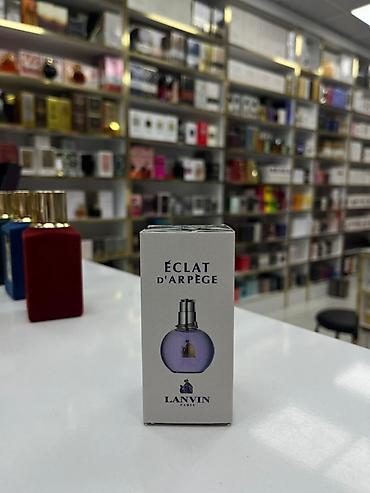 ÉCLAT
D'ARPÈGE
LANVIN
PARIS